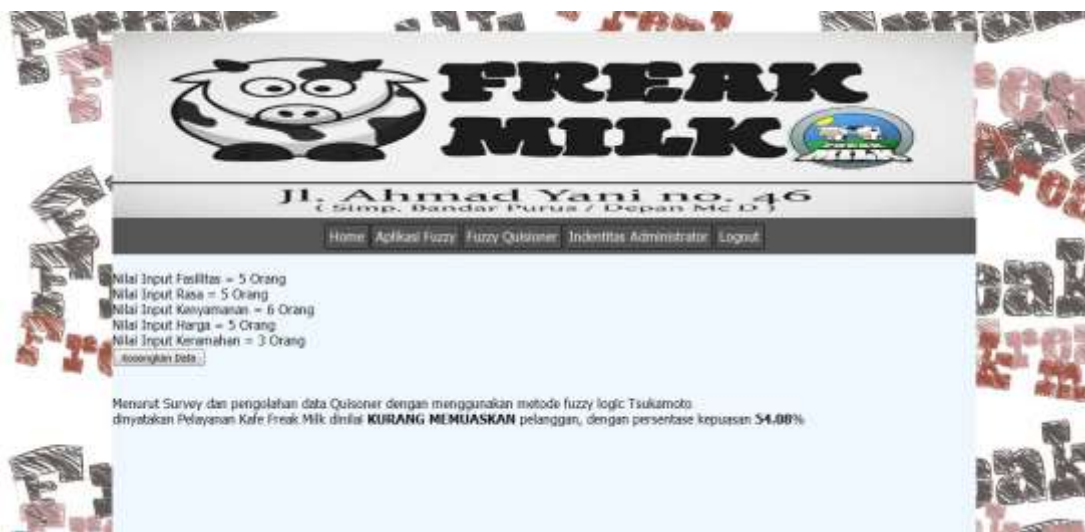 FREAK
MILK
Jl. Ahmad Yani no. 46
( Simp. Bandar Purus / Depan Mc D )
Home Aplikasi Fuzzy Fuzzy Quisioner Indentitas Administrator Logout
Nilai Input Fasilitas = 5 Orang
Nilai Input Rasa = 5 Orang
Nilai Input Kenyamanan = 6 Orang
Nilai Input Harga = 5 Orang
Nilai Input Keramahan = 3 Orang
Kosongkan Data
Menurut Survey dan pengolahan data Quisoner dengan menggunakan metode fuzzy logic Tsukamoto
dinyatakan Pelayanan Kafe Freak Milk dinilai KURANG MEMUASKAN pelanggan, dengan persentase kepuasan 54.08%